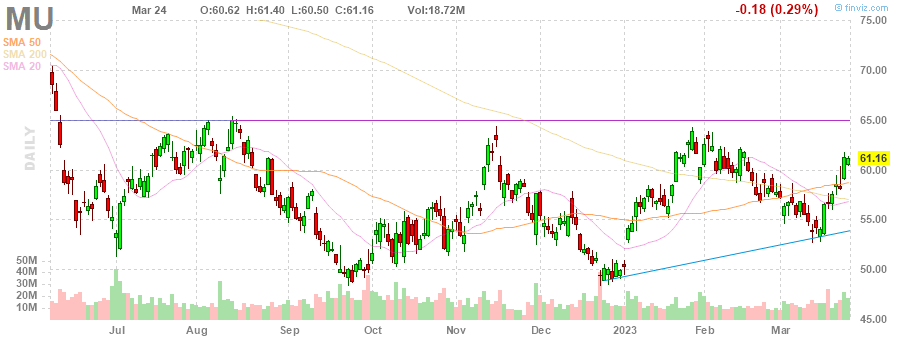 MU Mar 24 O:60.62 H:61.40 L:60.50 C:61.16 Vol:18.72M -0.18 (0.29%) finviz.com
SMA 50
SMA 200
SMA 20
DAILY
75.00
70.00
65.00
61.16
60.00
55.00
50.00
45.00
50M
40M
30M
20M
10M
Jul Aug Sep Oct Nov Dec 2023 Feb Mar